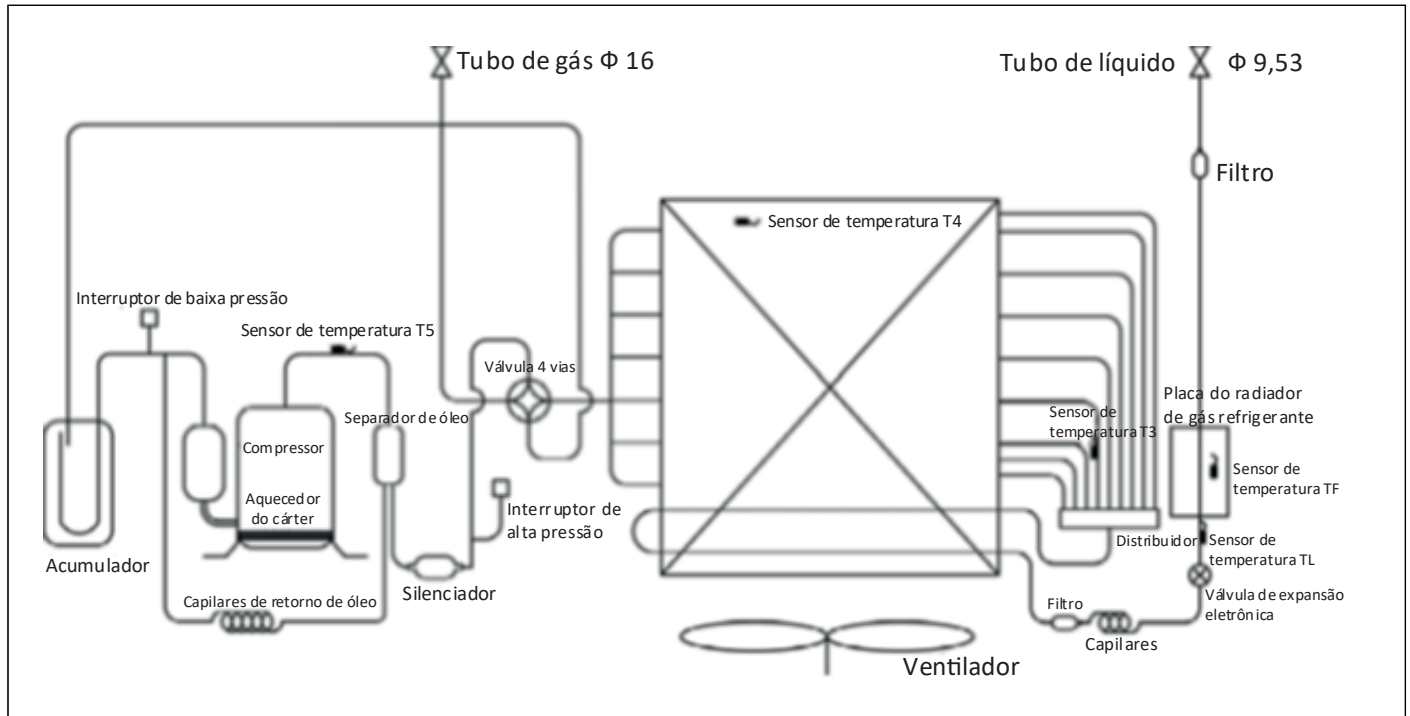 Tubo de gás Φ 16
Tubo de líquido Φ 9,53
Filtro
Sensor de temperatura T4
Interruptor de baixa pressão
Sensor de temperatura T5
Válvula 4 vias
Placa do radiador
de gás refrigerante
Sensor de
temperatura T3
Separador de óleo
Compressor
Aquecedor
do cárter
Sensor de
temperatura TF
Interruptor de
alta pressão
Distribuidor
Sensor de
temperatura TL
Acumulador
Silenciador
Capilares de retorno de óleo
Filtro
Válvula de expansão
eletrônica
Capilares
Ventilador